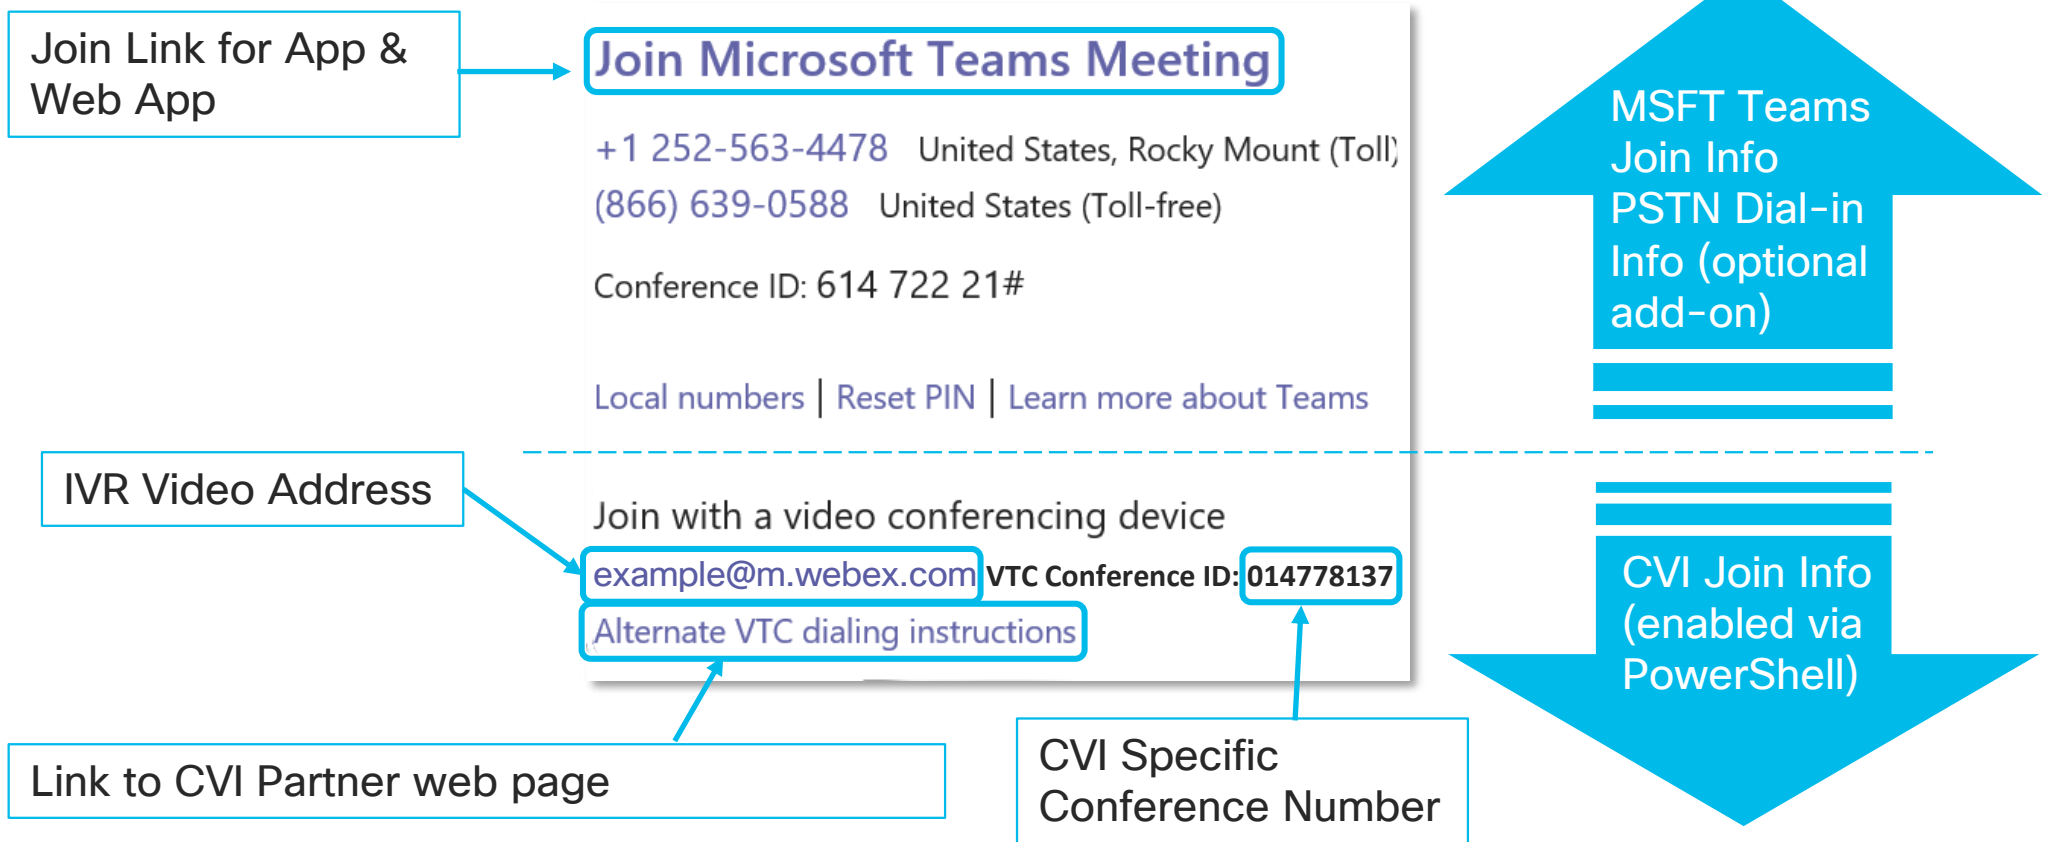 Join Link for App &
Web App
Join Microsoft Teams Meeting
+1 252-563-4478 United States, Rocky Mount (Toll)
(866) 639-0588 United States (Toll-free)
Conference ID: 614 722 21#
Local numbers | Reset PIN | Learn more about Teams
MSFT Teams
Join Info
PSTN Dial-in
Info (optional
add-on)
IVR Video Address
Join with a video conferencing device
example@m.webex.com VTC Conference ID: 014778137
Alternate VTC dialing instructions
CVI Join Info
(enabled via
PowerShell)
Link to CVI Partner web page
CVI Specific
Conference Number